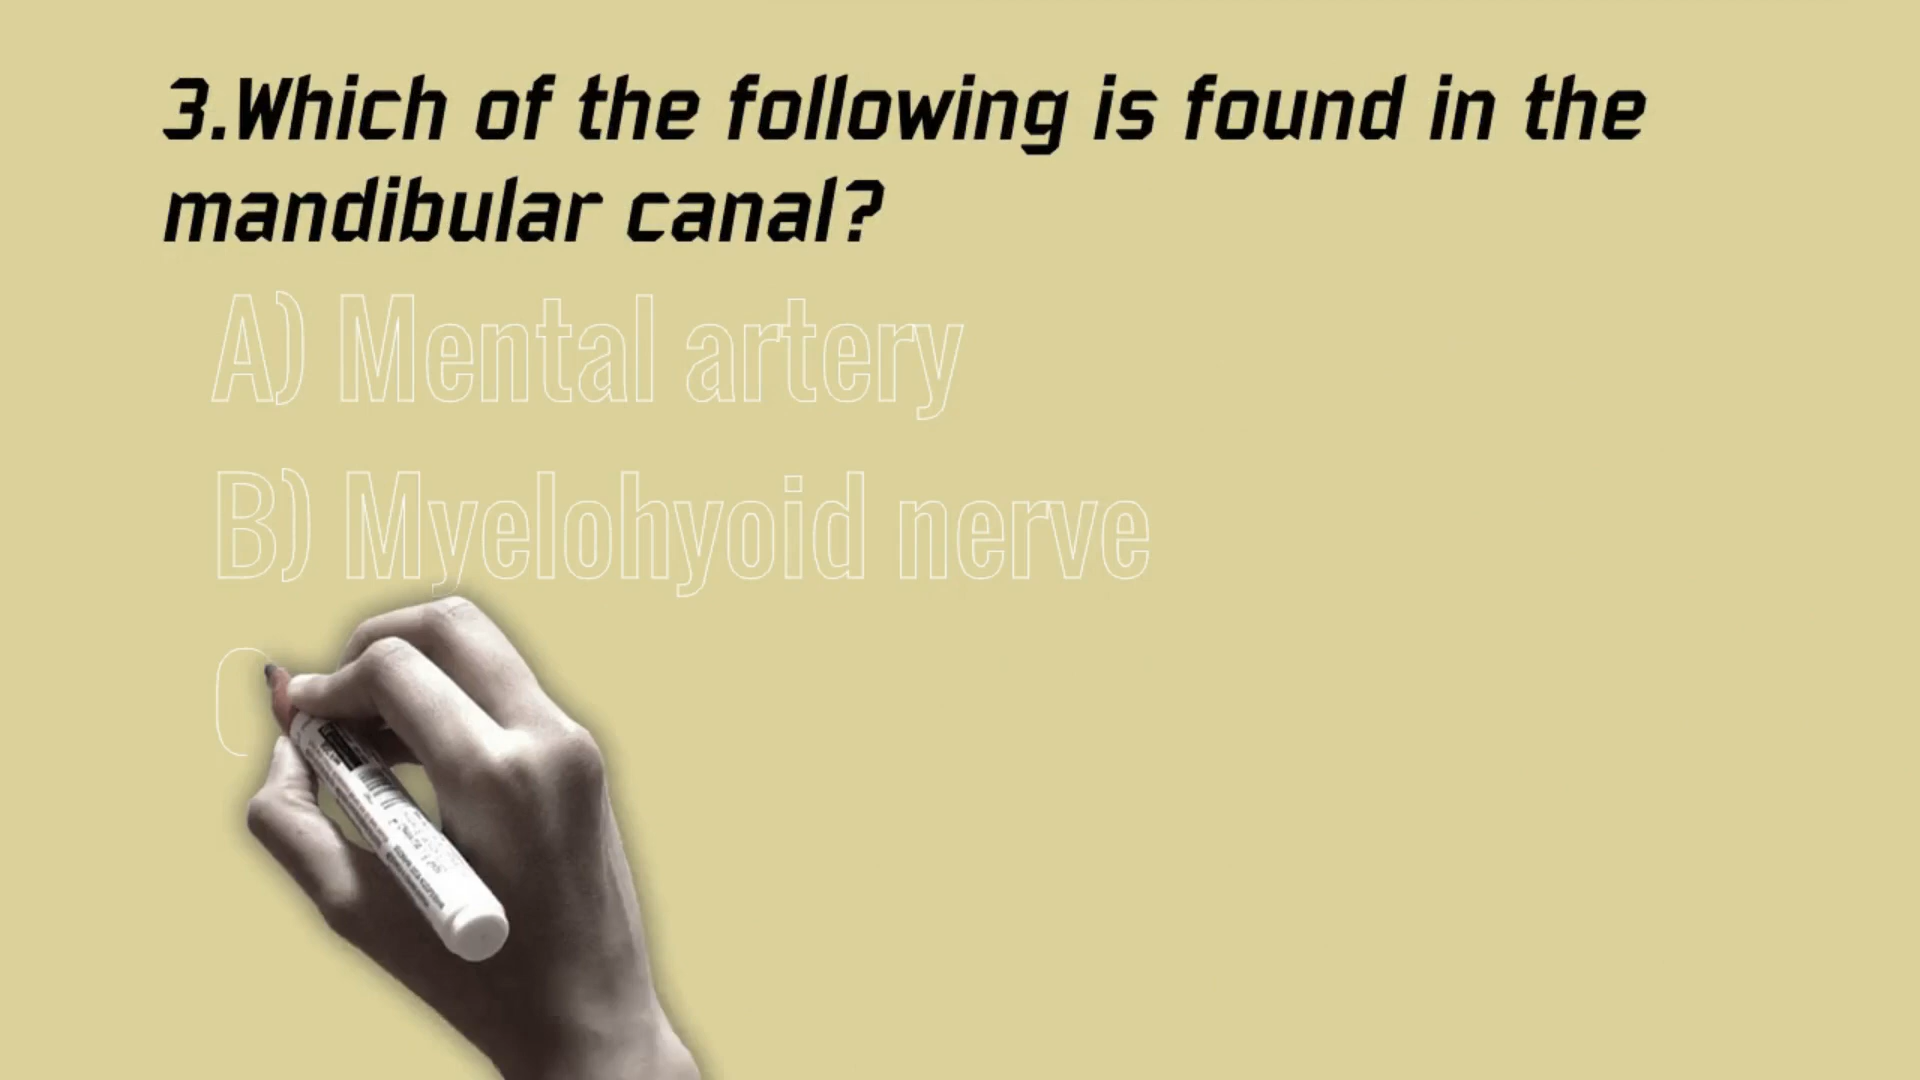 3.Which of the following is found in the
mandibular canal?
A) Mental artery
B) Myelohyoid nerve
C